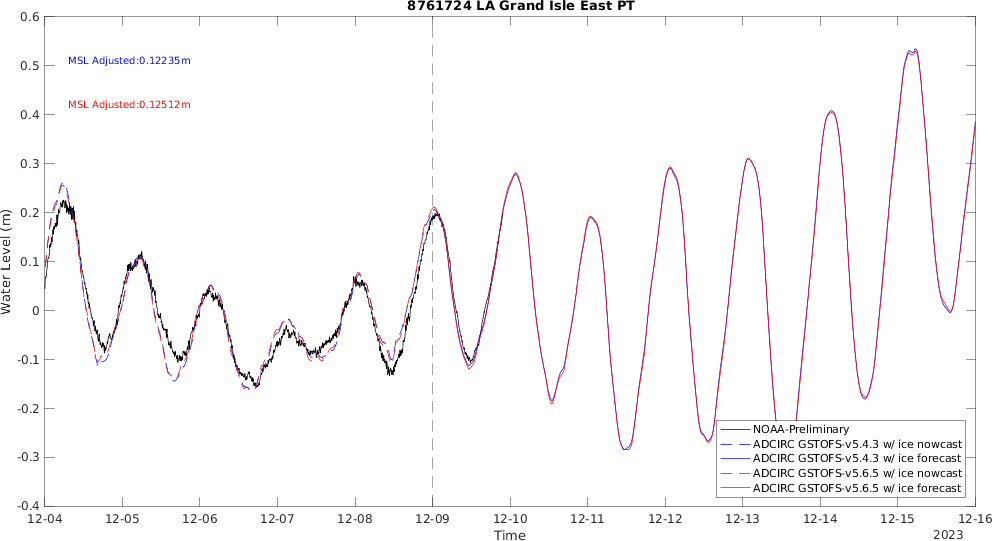 8761724 LA Grand Isle East PT
0.6
0.5
0.4
0.3
0.2
0.1
0
-0.1
-0.2
-0.3
-0.4
Water Level (m)
MSL Adjusted:0.12235m
MSL Adjusted:0.12512m
NOAA-Preliminary
ADCIRC GSTOFS-v5.4.3 w/ ice nowcast
ADCIRC GSTOFS-v5.4.3 w/ ice forecast
ADCIRC GSTOFS-v5.6.5 w/ ice nowcast
ADCIRC GSTOFS-v5.6.5 w/ ice forecast
12-04 12-05 12-06 12-07 12-08 12-09 12-10 12-11 12-12 12-13 12-14 12-15 12-16
Time
2023